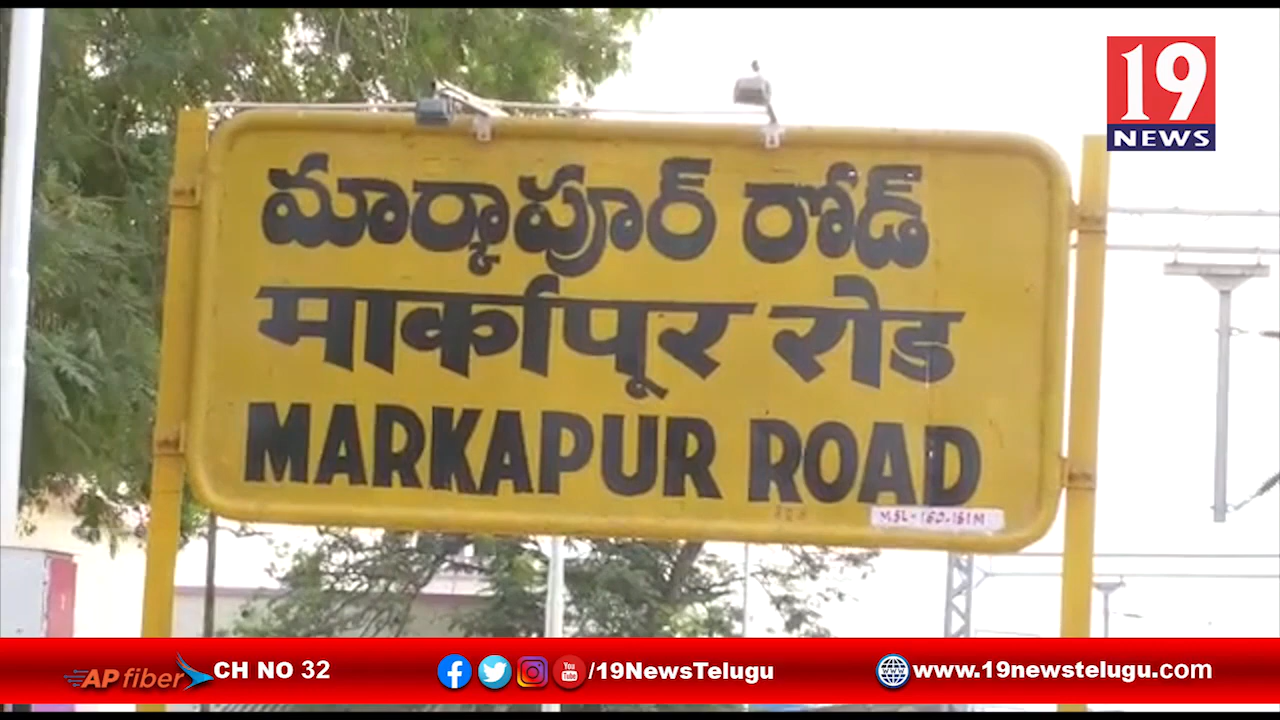 19
NEWS
మార్కాపూర్ రోడ్
मार्कापूर रोड
MARKAPUR ROAD
MSL-160.161M
AP fiber CH NO 32
/19NewsTelugu
www.19newstelugu.com